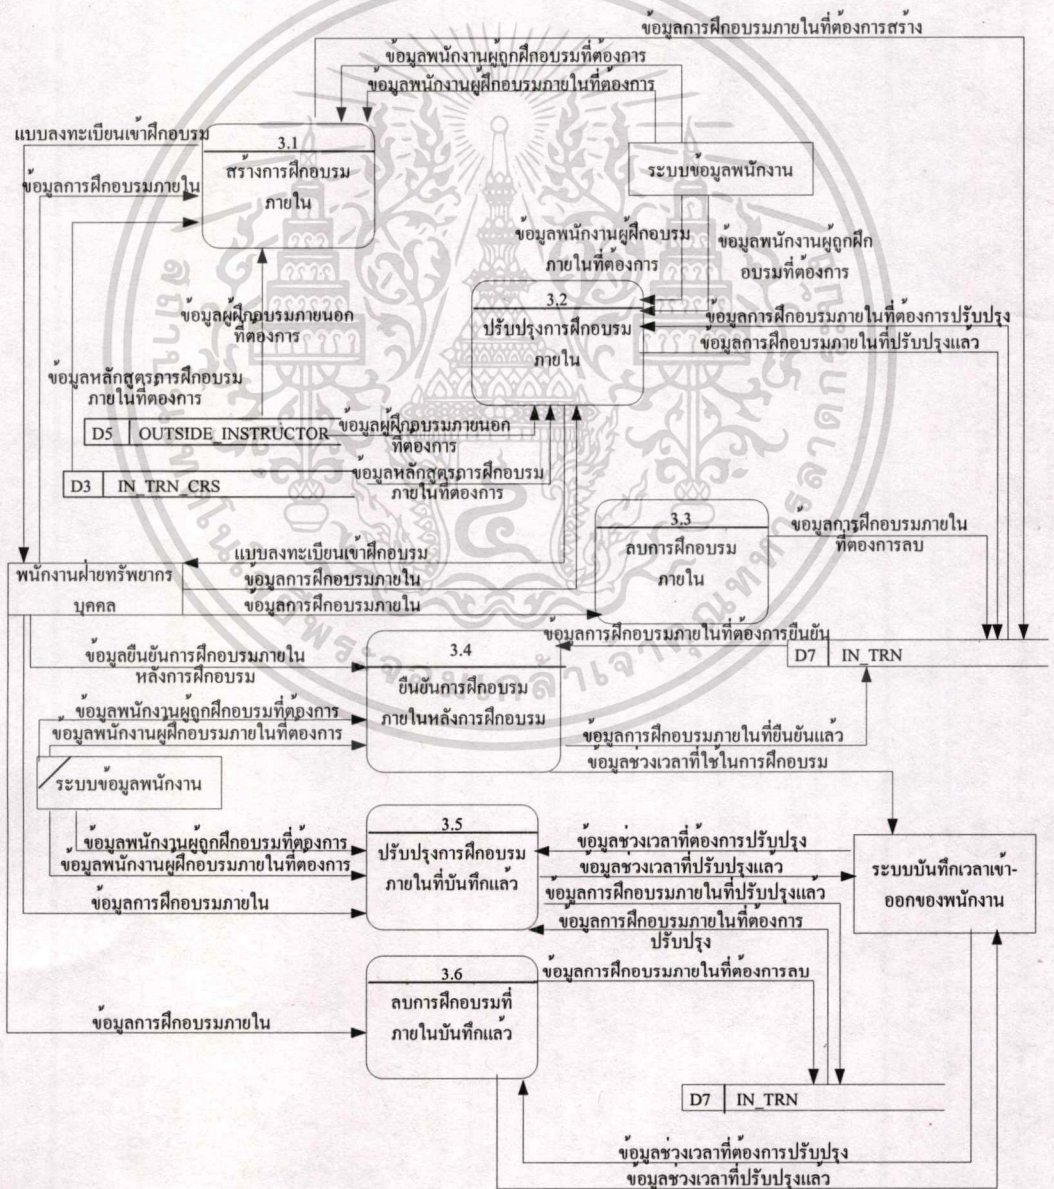 ข้อมูลการฝึกอบรมภายในที่ต้องการสร้าง
ข้อมูลพนักงานผู้ถูกฝึกอบรมที่ต้องการ
ข้อมูลพนักงานผู้ฝึกอบรมภายในที่ต้องการ
แบบลงทะเบียนเข้าฝึกอบรม
3.1
สร้างการฝึกอบรม
ภายใน
ระบบข้อมูลพนักงาน
ข้อมูลการฝึกอบรมภายใน
ข้อมูลพนักงานผู้ฝึกอบรม
ภายในที่ต้องการ
ข้อมูลพนักงานผู้ถูกฝึก
อบรมที่ต้องการ
3.2
ปรับปรุงการฝึกอบรม
ภายใน
ข้อมูลผู้ฝึกอบรมภายนอก
ที่ต้องการ
ข้อมูลการฝึกอบรมภายในที่ต้องการปรับปรุง
ข้อมูลการฝึกอบรมภายในที่ปรับปรุงแล้ว
ข้อมูลหลักสูตรการฝึกอบรม
ภายในที่ต้องการ
D5 OUTSIDE_INSTRUCTOR
ข้อมูลผู้ฝึกอบรมภายนอก
ที่ต้องการ
D3 IN_TRN_CRS
ข้อมูลหลักสูตรการฝึกอบรม
ภายในที่ต้องการ
3.3
ลบการฝึกอบรม
ภายใน
ข้อมูลการฝึกอบรมภายใน
ที่ต้องการลบ
แบบลงทะเบียนเข้าฝึกอบรม
ข้อมูลการฝึกอบรมภายใน
ข้อมูลการฝึกอบรมภายใน
พนักงานฝ่ายทรัพยากร
บุคคล
ข้อมูลการฝึกอบรมภายในที่ต้องการยืนยัน
D7 IN_TRN
ข้อมูลยืนยันการฝึกอบรมภายใน
หลังการฝึกอบรม
3.4
ยืนยันการฝึกอบรม
ภายในหลังการฝึกอบรม
ข้อมูลพนักงานผู้ถูกฝึกอบรมที่ต้องการ
ข้อมูลพนักงานผู้ฝึกอบรมภายในที่ต้องการ
ข้อมูลการฝึกอบรมภายในที่ยืนยันแล้ว
ข้อมูลช่วงเวลาที่ใช้ในการฝึกอบรม
ระบบข้อมูลพนักงาน
3.5
ปรับปรุงการฝึกอบรม
ภายในที่บันทึกแล้ว
ข้อมูลพนักงานผู้ถูกฝึกอบรมที่ต้องการ
ข้อมูลพนักงานผู้ฝึกอบรมภายในที่ต้องการ
ข้อมูลการฝึกอบรมภายใน
ข้อมูลช่วงเวลาที่ต้องการปรับปรุง
ข้อมูลช่วงเวลาที่ปรับปรุงแล้ว
ข้อมูลการฝึกอบรมภายในที่ปรับปรุงแล้ว
ข้อมูลการฝึกอบรมภายในที่ต้องการ
ปรับปรุง
ระบบบันทึกเวลาเข้า-
ออกของพนักงาน
3.6
ลบการฝึกอบรมที่
ภายในบันทึกแล้ว
ข้อมูลการฝึกอบรมภายในที่ต้องการลบ
ข้อมูลการฝึกอบรมภายใน
D7 IN_TRN
ข้อมูลช่วงเวลาที่ต้องการปรับปรุง
ข้อมูลช่วงเวลาที่ปรับปรุงแล้ว
สถาบันเทคโนโลยีพระจอมเกล้าเจ้าคุณทหารลาดกระบัง